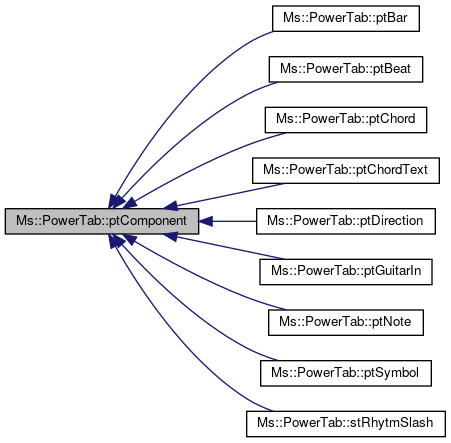 Ms::PowerTab::ptBar
Ms::PowerTab::ptBeat
Ms::PowerTab::ptChord
Ms::PowerTab::ptChordText
Ms::PowerTab::ptComponent
Ms::PowerTab::ptDirection
Ms::PowerTab::ptGuitarIn
Ms::PowerTab::ptNote
Ms::PowerTab::ptSymbol
Ms::PowerTab::stRhytmSlash